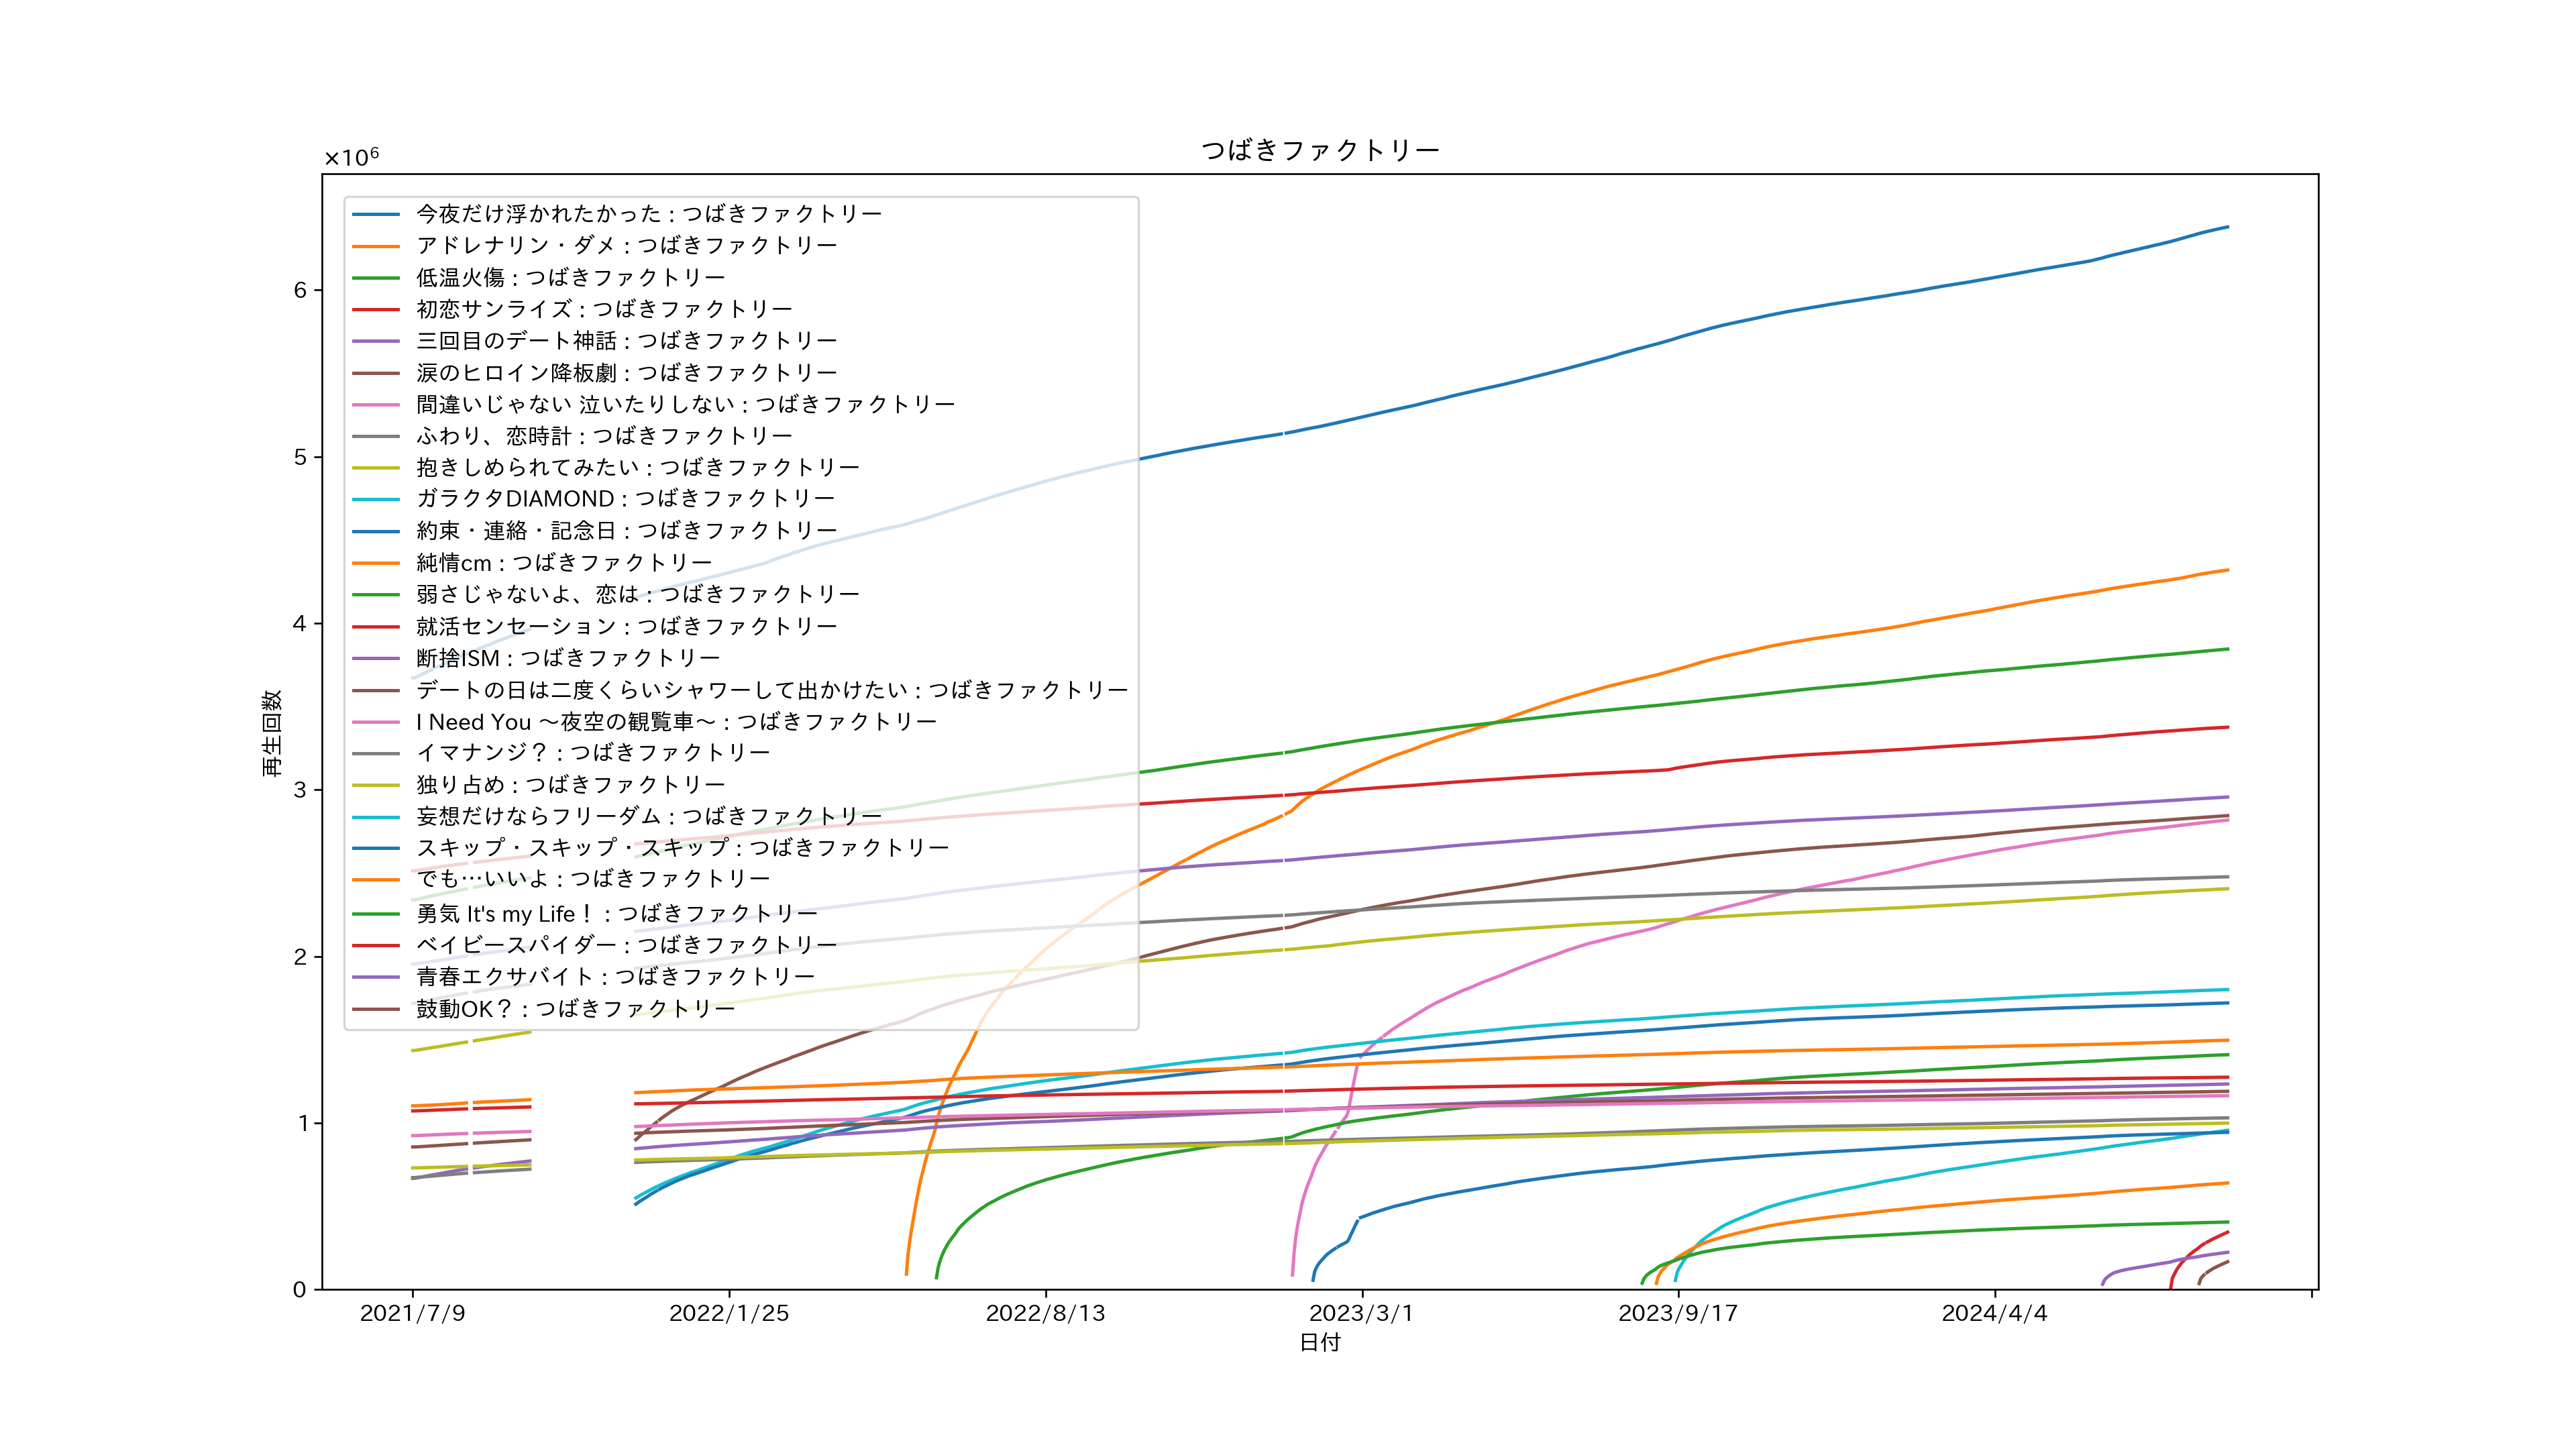 つばきファクトリー
×10⁶
今夜だけ浮かれたかった : つばきファクトリー
アドレナリン・ダメ : つばきファクトリー
低温火傷 : つばきファクトリー
初恋サンライズ : つばきファクトリー
三回目のデート神話 : つばきファクトリー
涙のヒロイン降板劇 : つばきファクトリー
間違いじゃない 泣いたりしない : つばきファクトリー
ふわり、恋時計 : つばきファクトリー
抱きしめられてみたい : つばきファクトリー
ガラクタDIAMOND : つばきファクトリー
約束・連絡・記念日 : つばきファクトリー
純情cm : つばきファクトリー
弱さじゃないよ、恋は : つばきファクトリー
就活センセーション : つばきファクトリー
断捨ISM : つばきファクトリー
デートの日は二度くらいシャワーして出かけたい : つばきファクトリー
I Need You 〜夜空の観覧車〜 : つばきファクトリー
イマナンジ？ : つばきファクトリー
独り占め : つばきファクトリー
妄想だけならフリーダム : つばきファクトリー
スキップ・スキップ・スキップ : つばきファクトリー
でも…いいよ : つばきファクトリー
勇気 It's my Life！ : つばきファクトリー
ベイビースパイダー : つばきファクトリー
青春エクサバイト : つばきファクトリー
鼓動OK？ : つばきファクトリー
6
5
4
3
2
1
0
再生回数
2021/7/9 2022/1/25 2022/8/13 2023/3/1 2023/9/17 2024/4/4
日付